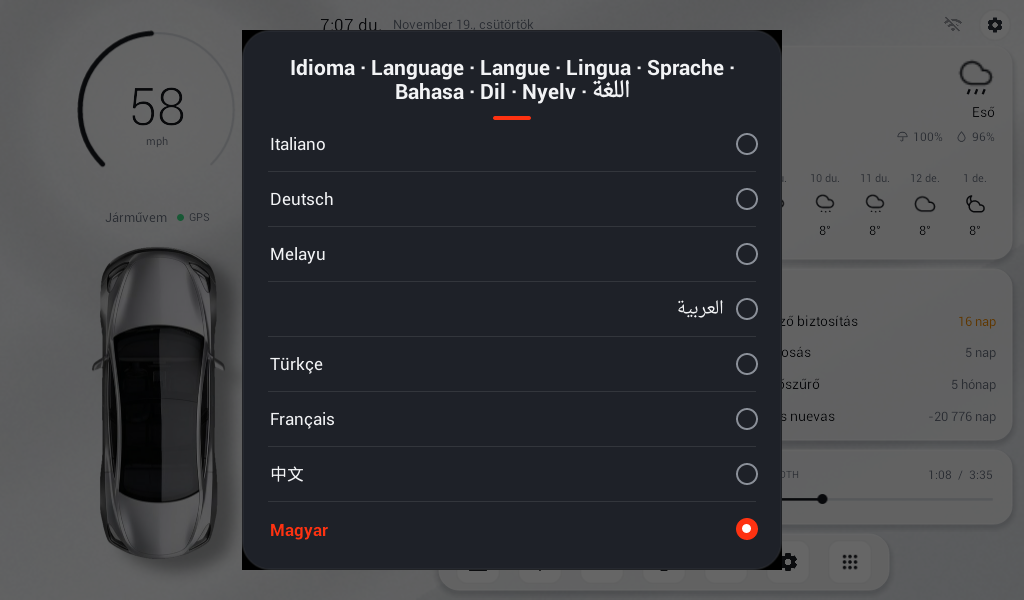 7:07 du.
November 19., csütörtök
58
mph
Járművem
GPS
Idioma · Language · Langue · Lingua · Sprache ·
Bahasa · Dil · Nyelv · اللغة
Italiano
Deutsch
Melayu
العربية
Türkçe
Français
中文
Magyar
Eső
100% 96%
10 du. 11 du. 12 de. 1 de.
8° 8° 8° 8°
biztosítás 16 nap
5 nap
5 hónap
nuevas -20 776 nap
1:08 / 3:35